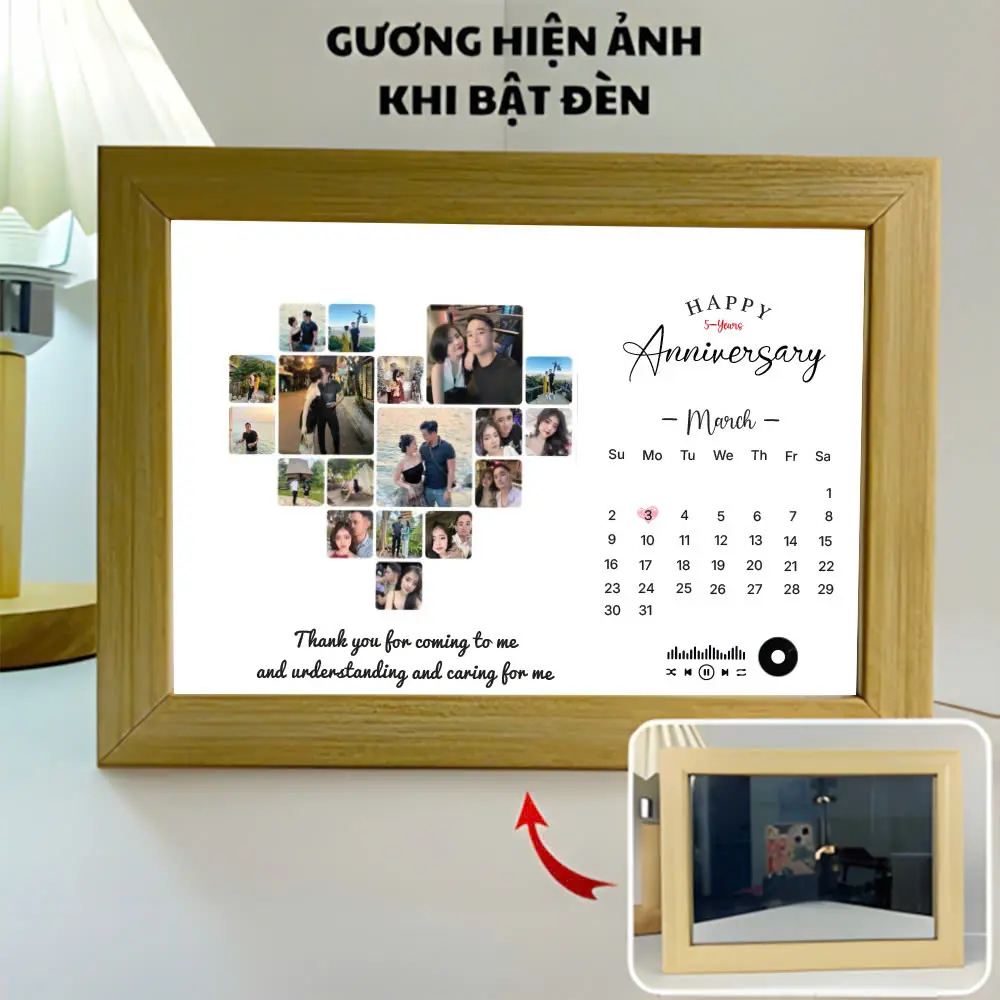 GƯƠNG HIỆN ẢNH
KHI BẬT ĐÈN
HAPPY
5-Years
Anniversary
- March -
Su Mo Tu We Th Fr Sa
1
2 3 4 5 6 7 8
9 10 11 12 13 14 15
16 17 18 19 20 21 22
23 24 25 26 27 28 29
30 31
Thank you for coming to me
and understanding and caring for me